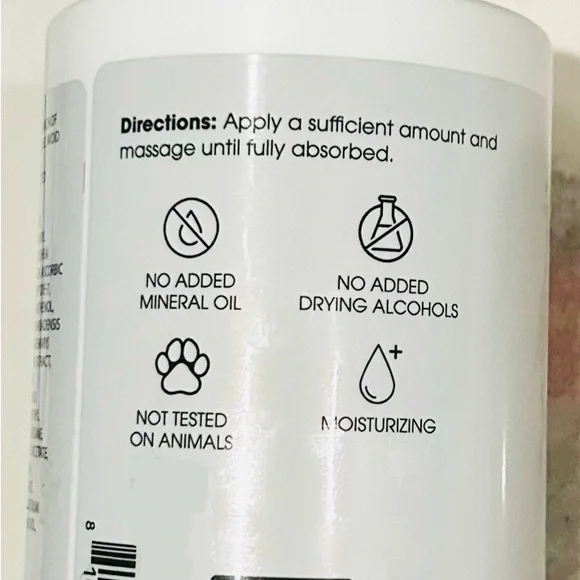 Directions: Apply a sufficient amount and
massage until fully absorbed.
NO ADDED
MINERAL OIL
NO ADDED
DRYING ALCOHOLS
NOT TESTED
ON ANIMALS
MOISTURIZING
8